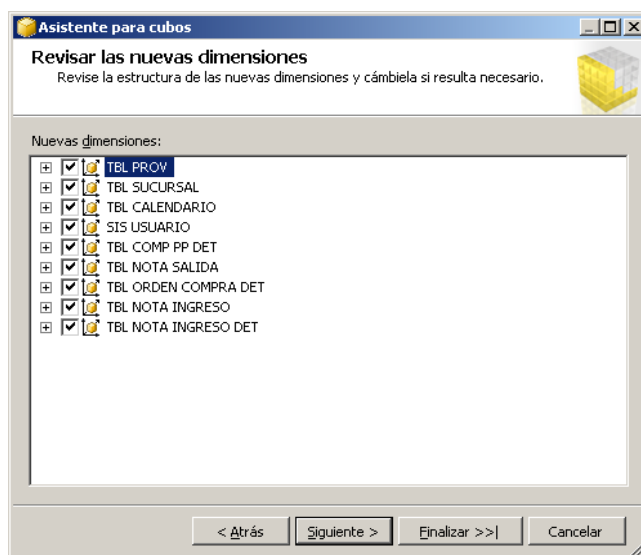 Asistente para cubos
Revisar las nuevas dimensiones
Revise la estructura de las nuevas dimensiones y cámbiela si resulta necesario.
Nuevas dimensiones:
TBL PROV
TBL SUCURSAL
TBL CALENDARIO
SIS USUARIO
TBL COMP PP DET
TBL NOTA SALIDA
TBL ORDEN COMPRA DET
TBL NOTA INGRESO
TBL NOTA INGRESO DET
< Atrás Siguiente > Finalizar >>| Cancelar